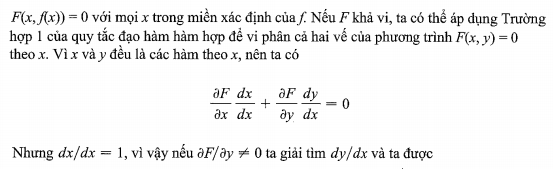 F(x, f(x)) = 0 với mọi x trong miền xác định của f. Nếu F khả vi, ta có thể áp dụng Trường
hợp 1 của quy tắc đạo hàm hàm hợp để vi phân cả hai vế của phương trình F(x, y) = 0
theo x. Vì x và y đều là các hàm theo x, nên ta có
∂F/∂x dx/dx + ∂F/∂y dy/dx = 0
Nhưng dx/dx = 1, vì vậy nếu ∂F/∂y ≠ 0 ta giải tìm dy/dx và ta được